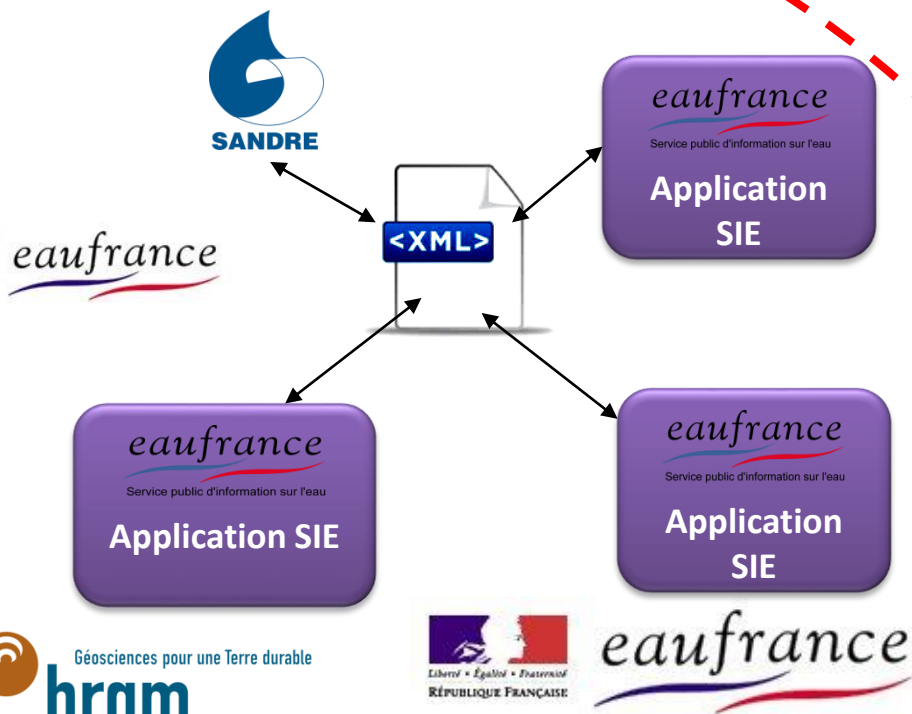 SANDRE
eaufrance
Service public d'information sur l'eau
Application
SIE
<XML>
eaufrance
eaufrance
Service public d'information sur l'eau
Application SIE
eaufrance
Service public d'information sur l'eau
Application
SIE
Géosciences pour une Terre durable
brgm
Liberté • Égalité • Fraternité
RÉPUBLIQUE FRANÇAISE
eaufrance